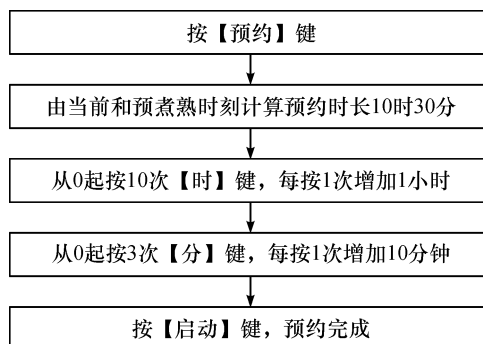 按【预约】键
由当前和预煮熟时刻计算预约时长10时30分
从0起按10次【时】键，每按1次增加1小时
从0起按3次【分】键，每按1次增加10分钟
按【启动】键，预约完成